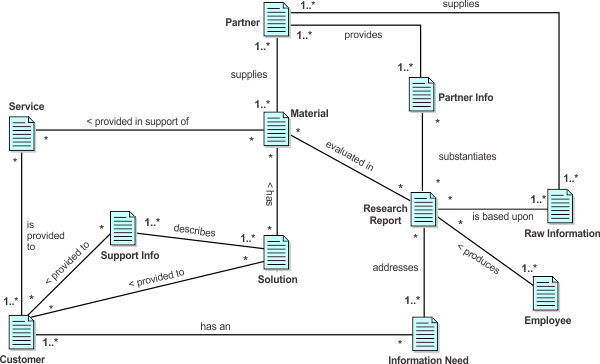 supplies
1..*
Partner
1..*
provides
1..*
supplies
1..*
1..*
Partner Info
*
Service
< provided in support of
Material
*
*
*
*
*
evaluated in
substantiates
< has
*
*
*
1..*
1..*
is based upon
Research
Report
*
*
Raw Information
is
provided
to
*
1..*
describes
1..*
*
Support Info
< provided to
< provided to
*
Solution
addresses
< produces
1..*
Employee
1..*
*
*
1..*
has an
1..*
*
Customer
Information Need